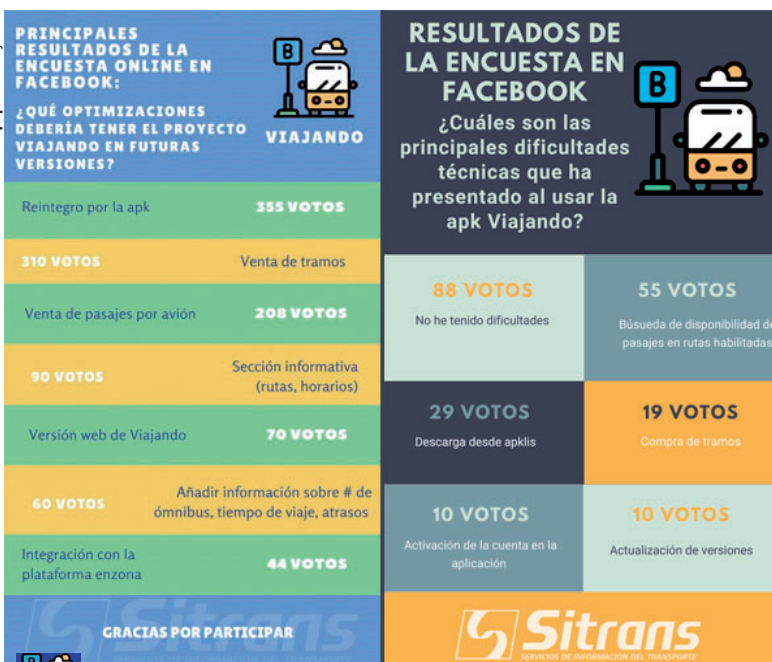 PRINCIPALES
RESULTADOS DE LA
ENCUESTA ONLINE EN
FACEBOOK:
¿QUÉ OPTIMIZACIONES
DEBERÍA TENER EL PROYECTO
VIAJANDO EN FUTURAS
VERSIONES?
B
VIAJANDO
Reintegro por la apk
355 VOTOS
310 VOTOS
Venta de tramos
Venta de pasajes por avión
208 VOTOS
90 VOTOS
Sección informativa
(rutas, horarios)
Versión web de Viajando
70 VOTOS
60 VOTOS
Añadir información sobre # de
ómnibus, tiempo de viaje, atrasos
Integración con la
plataforma enzona
44 VOTOS
Sitrans
SERVICIOS DE INFORMACIÓN DEL TRANSPORTE
GRACIAS POR PARTICIPAR
B
RESULTADOS DE
LA ENCUESTA EN
FACEBOOK
¿Cuáles son las
principales dificultades
técnicas que ha
presentado al usar la
apk Viajando?
B
88 VOTOS
No he tenido dificultades
55 VOTOS
Búsueda de disponibilidad de
pasajes en rutas habilitadas
29 VOTOS
Descarga desde apklis
19 VOTOS
Compra de tramos
10 VOTOS
Activación de la cuenta en la
aplicación
10 VOTOS
Actualización de versiones
Sitrans
SERVICIOS DE INFORMACIÓN DEL TRANSPORTE